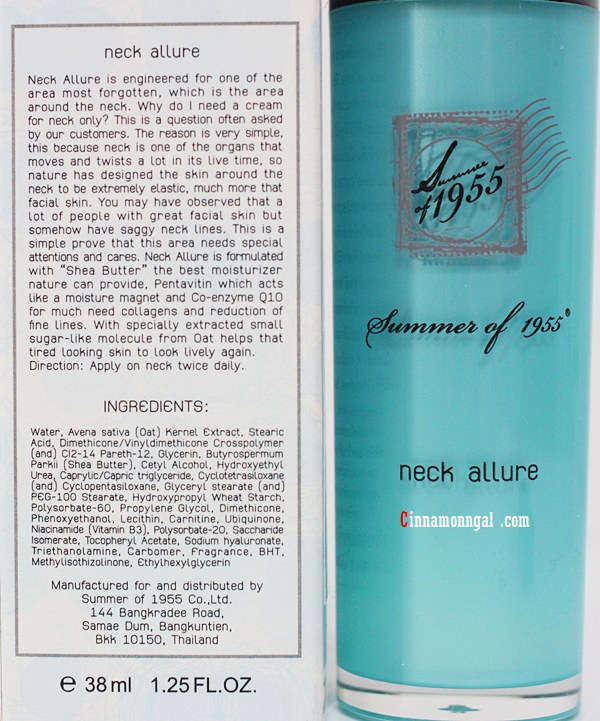 neck allure
Neck Allure is engineered for one of the
area most forgotten, which is the area
around the neck. Why do I need a cream
for neck only? This is a question often asked
by our customers. The reason is very simple,
this because neck is one of the organs that
moves and twists a lot in its live time, so
nature has designed the skin around the
neck to be extremely elastic, much more that
facial skin. You may have observed that a
lot of people with great facial skin but
somehow have saggy neck lines. This is a
simple prove that this area needs special
attentions and cares. Neck Allure is formulated
with "Shea Butter" the best moisturizer
nature can provide, Pentavitin which acts
like a moisture magnet and Co-enzyme Q10
for much need collagens and reduction of
fine lines. With specially extracted small
sugar-like molecule from Oat helps that
tired looking skin to look lively again.
Direction: Apply on neck twice daily.
INGREDIENTS:
Water, Avena sativa (Oat) Kernel Extract, Stearic
Acid, Dimethicone/Vinyldimethicone Crosspolymer
(and) C12-14 Pareth-12, Glycerin, Butyrospermum
Parkii (Shea Butter), Cetyl Alcohol, Hydroxyethyl
Urea, Caprylic/Capric triglyceride, Cyclotetrasiloxane
(and) Cyclopentasiloxane, Glyceryl stearate (and)
PEG-100 Stearate, Hydroxypropyl Wheat Starch,
Polysorbate-60, Propylene Glycol, Dimethicone,
Phenoxyethanol, Lecithin, Carnitine, Ubiquinone,
Niacinamide (Vitamin B3), Polysorbate-20, Saccharide
Isomerate, Tocopheryl Acetate, Sodium hyaluronate,
Triethanolamine, Carbomer, Fragrance, BHT,
Methylisothizolinone, Ethylhexylglycerin
Manufactured for and distributed by
Summer of 1955 Co.,Ltd.
144 Bangkradee Road,
Samae Dum, Bangkuntien,
Bkk 10150, Thailand
℮ 38ml 1.25FL.OZ.
Summer
of 1955
Summer of 1955®
neck allure
Cinnamonngal .com